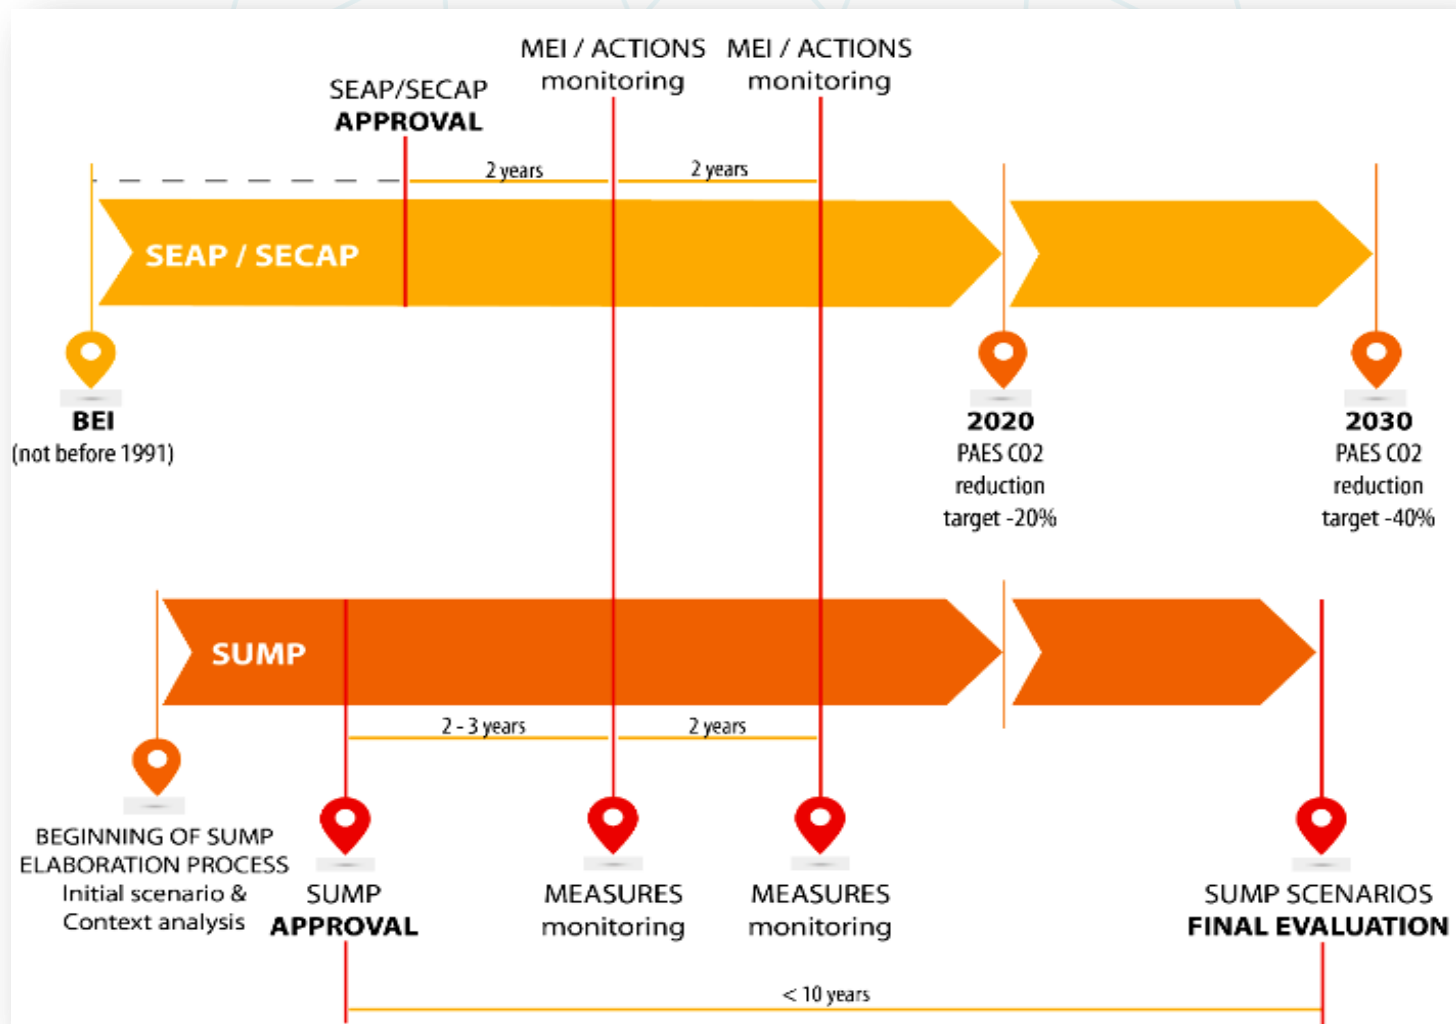 MEI / ACTIONS
monitoring
MEI / ACTIONS
monitoring
SEAP/SECAP
APPROVAL
2 years
2 years
SEAP / SECAP
BEI
(not before 1991)
2020
PAES CO2
reduction
target -20%
2030
PAES CO2
reduction
target -40%
SUMP
2 - 3 years
2 years
BEGINNING OF SUMP
ELABORATION PROCESS
Initial scenario &
Context analysis
SUMP
APPROVAL
MEASURES
monitoring
MEASURES
monitoring
SUMP SCENARIOS
FINAL EVALUATION
< 10 years